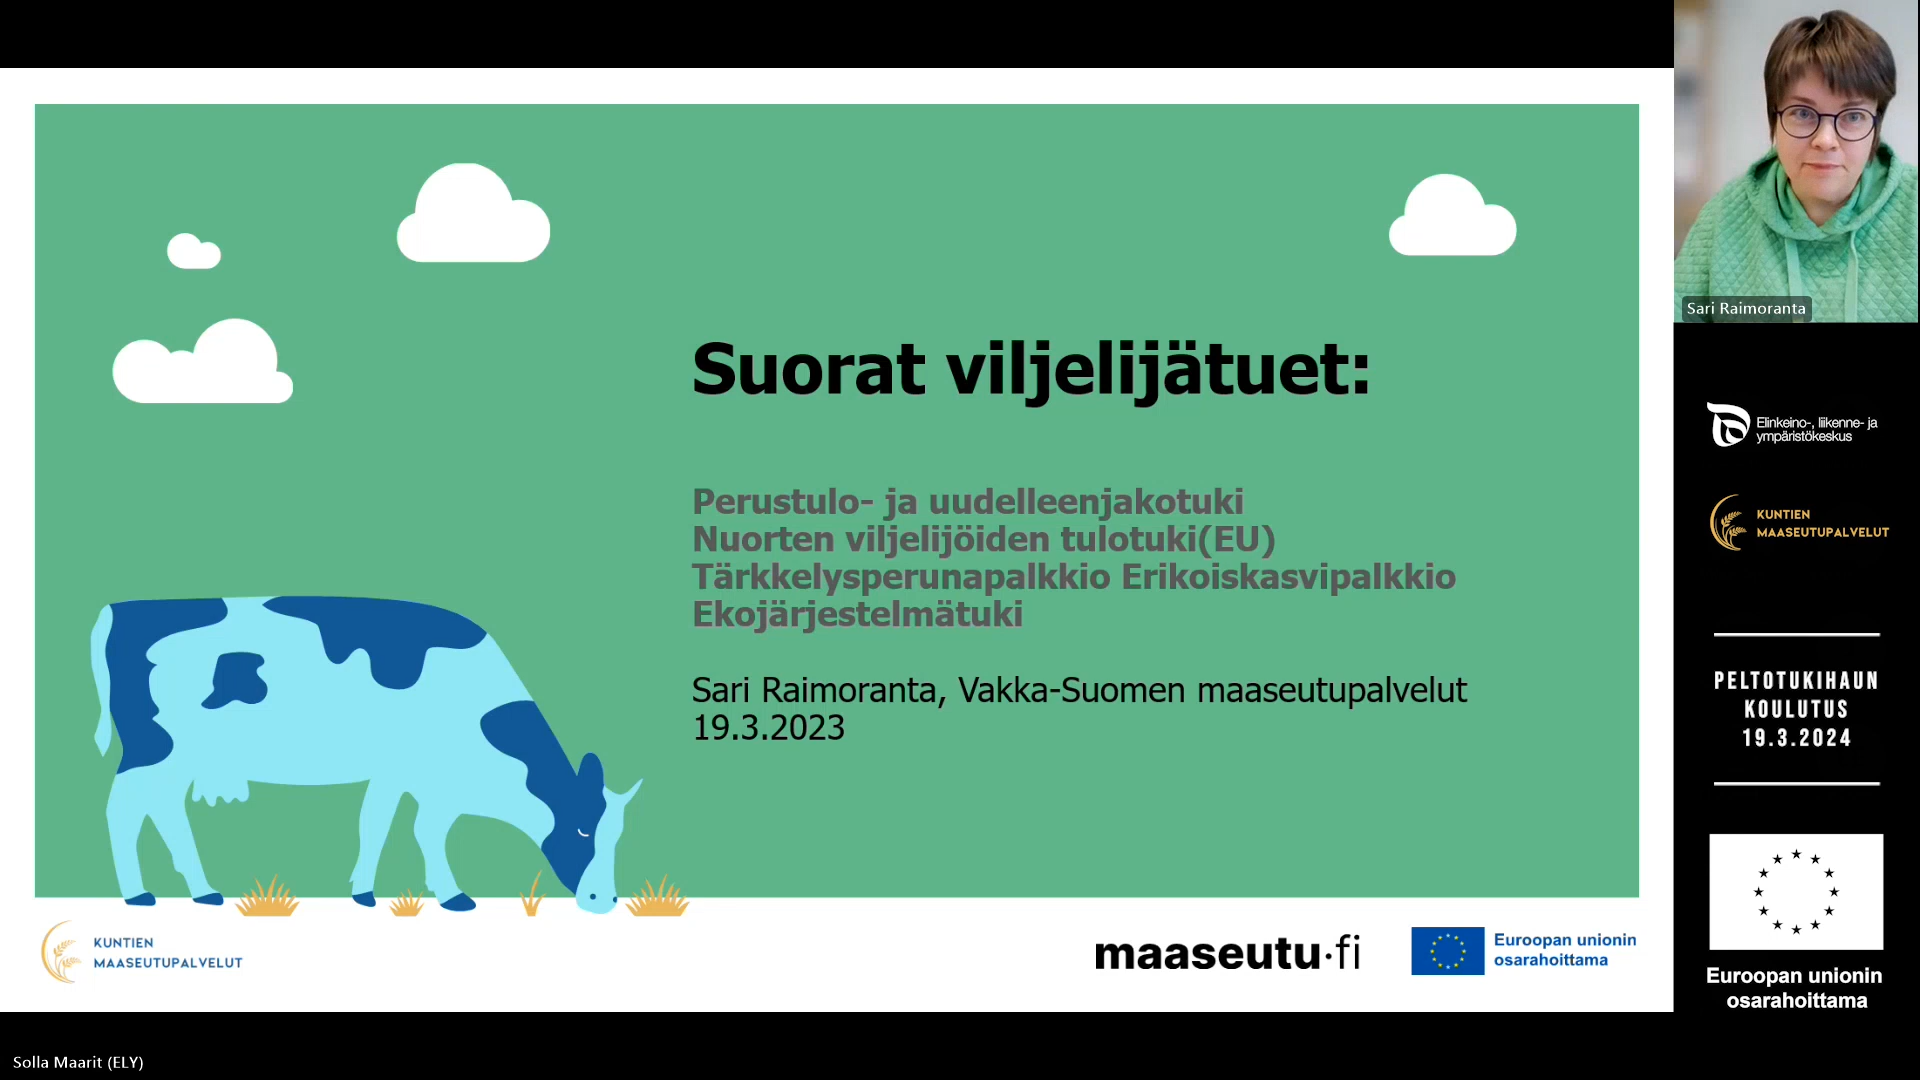 Suorat viljelijätuet:
Perustulo- ja uudelleenjakotuki
Nuorten viljelijöiden tulotuki(EU)
Tärkkelysperunapalkkio Erikoiskasvipalkkio
Ekojärjestelmätuki
Sari Raimoranta, Vakka-Suomen maaseutupalvelut
19.3.2023
KUNTIEN
MAASEUTUPALVELUT
maaseutu·fi
Euroopan unionin
osarahoittama
Sari Raimoranta
Elinkeino-, liikenne- ja
ympäristökeskus
KUNTIEN
MAASEUTUPALVELUT
PELTOTUKIHAUN
KOULUTUS
19.3.2024
Euroopan unionin
osarahoittama
Solla Maarit (ELY)